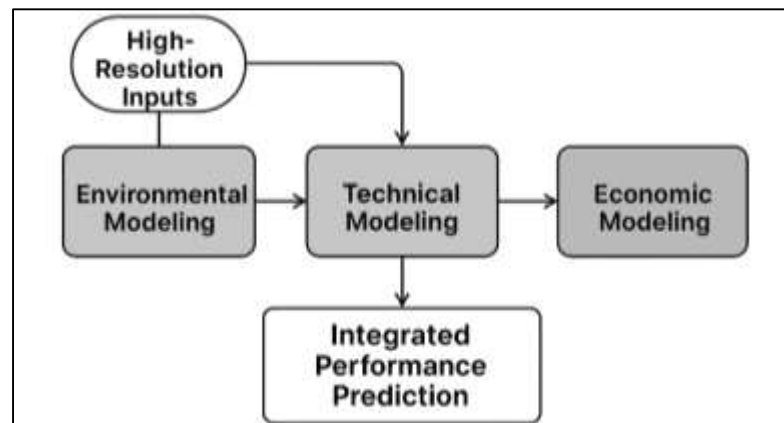 High-
Resolution
Inputs
Environmental
Modeling
Technical
Modeling
Economic
Modeling
Integrated
Performance
Prediction